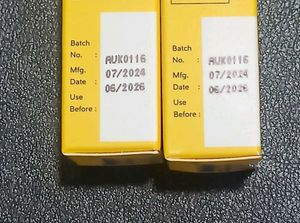 Batch
No. : AUK0116
Mfg. 07/2024
Date :
Use 06/2026
Before :
Batch
No. : AUK0116
Mfg. 07/2024
Date :
Use 06/2026
Before :